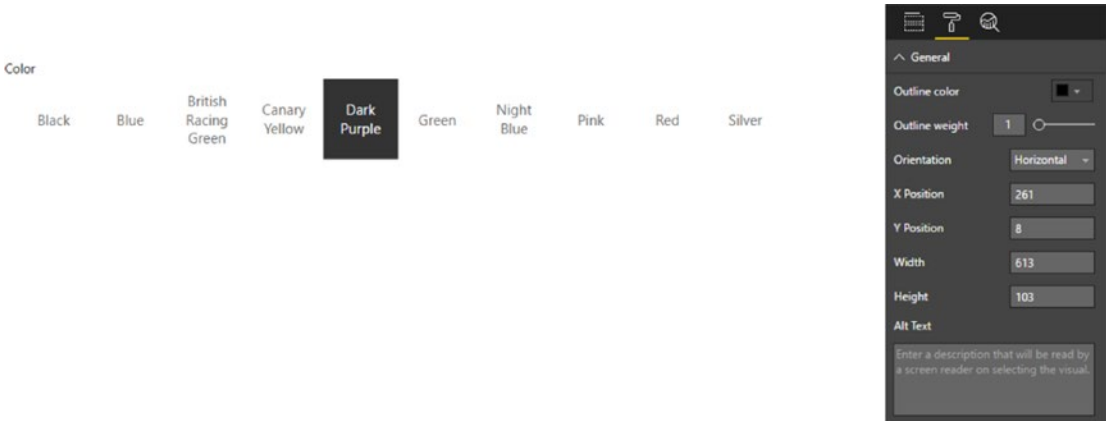 Color
Black
Blue
British
Racing
Green
Canary
Yellow
Dark
Purple
Green
Night
Blue
Pink
Red
Silver
General
Outline color
Outline weight 1
Orientation Horizontal
X Position 261
Y Position 8
Width 613
Height 103
Alt Text
Enter a description that will be read by
a screen reader on selecting the visual.